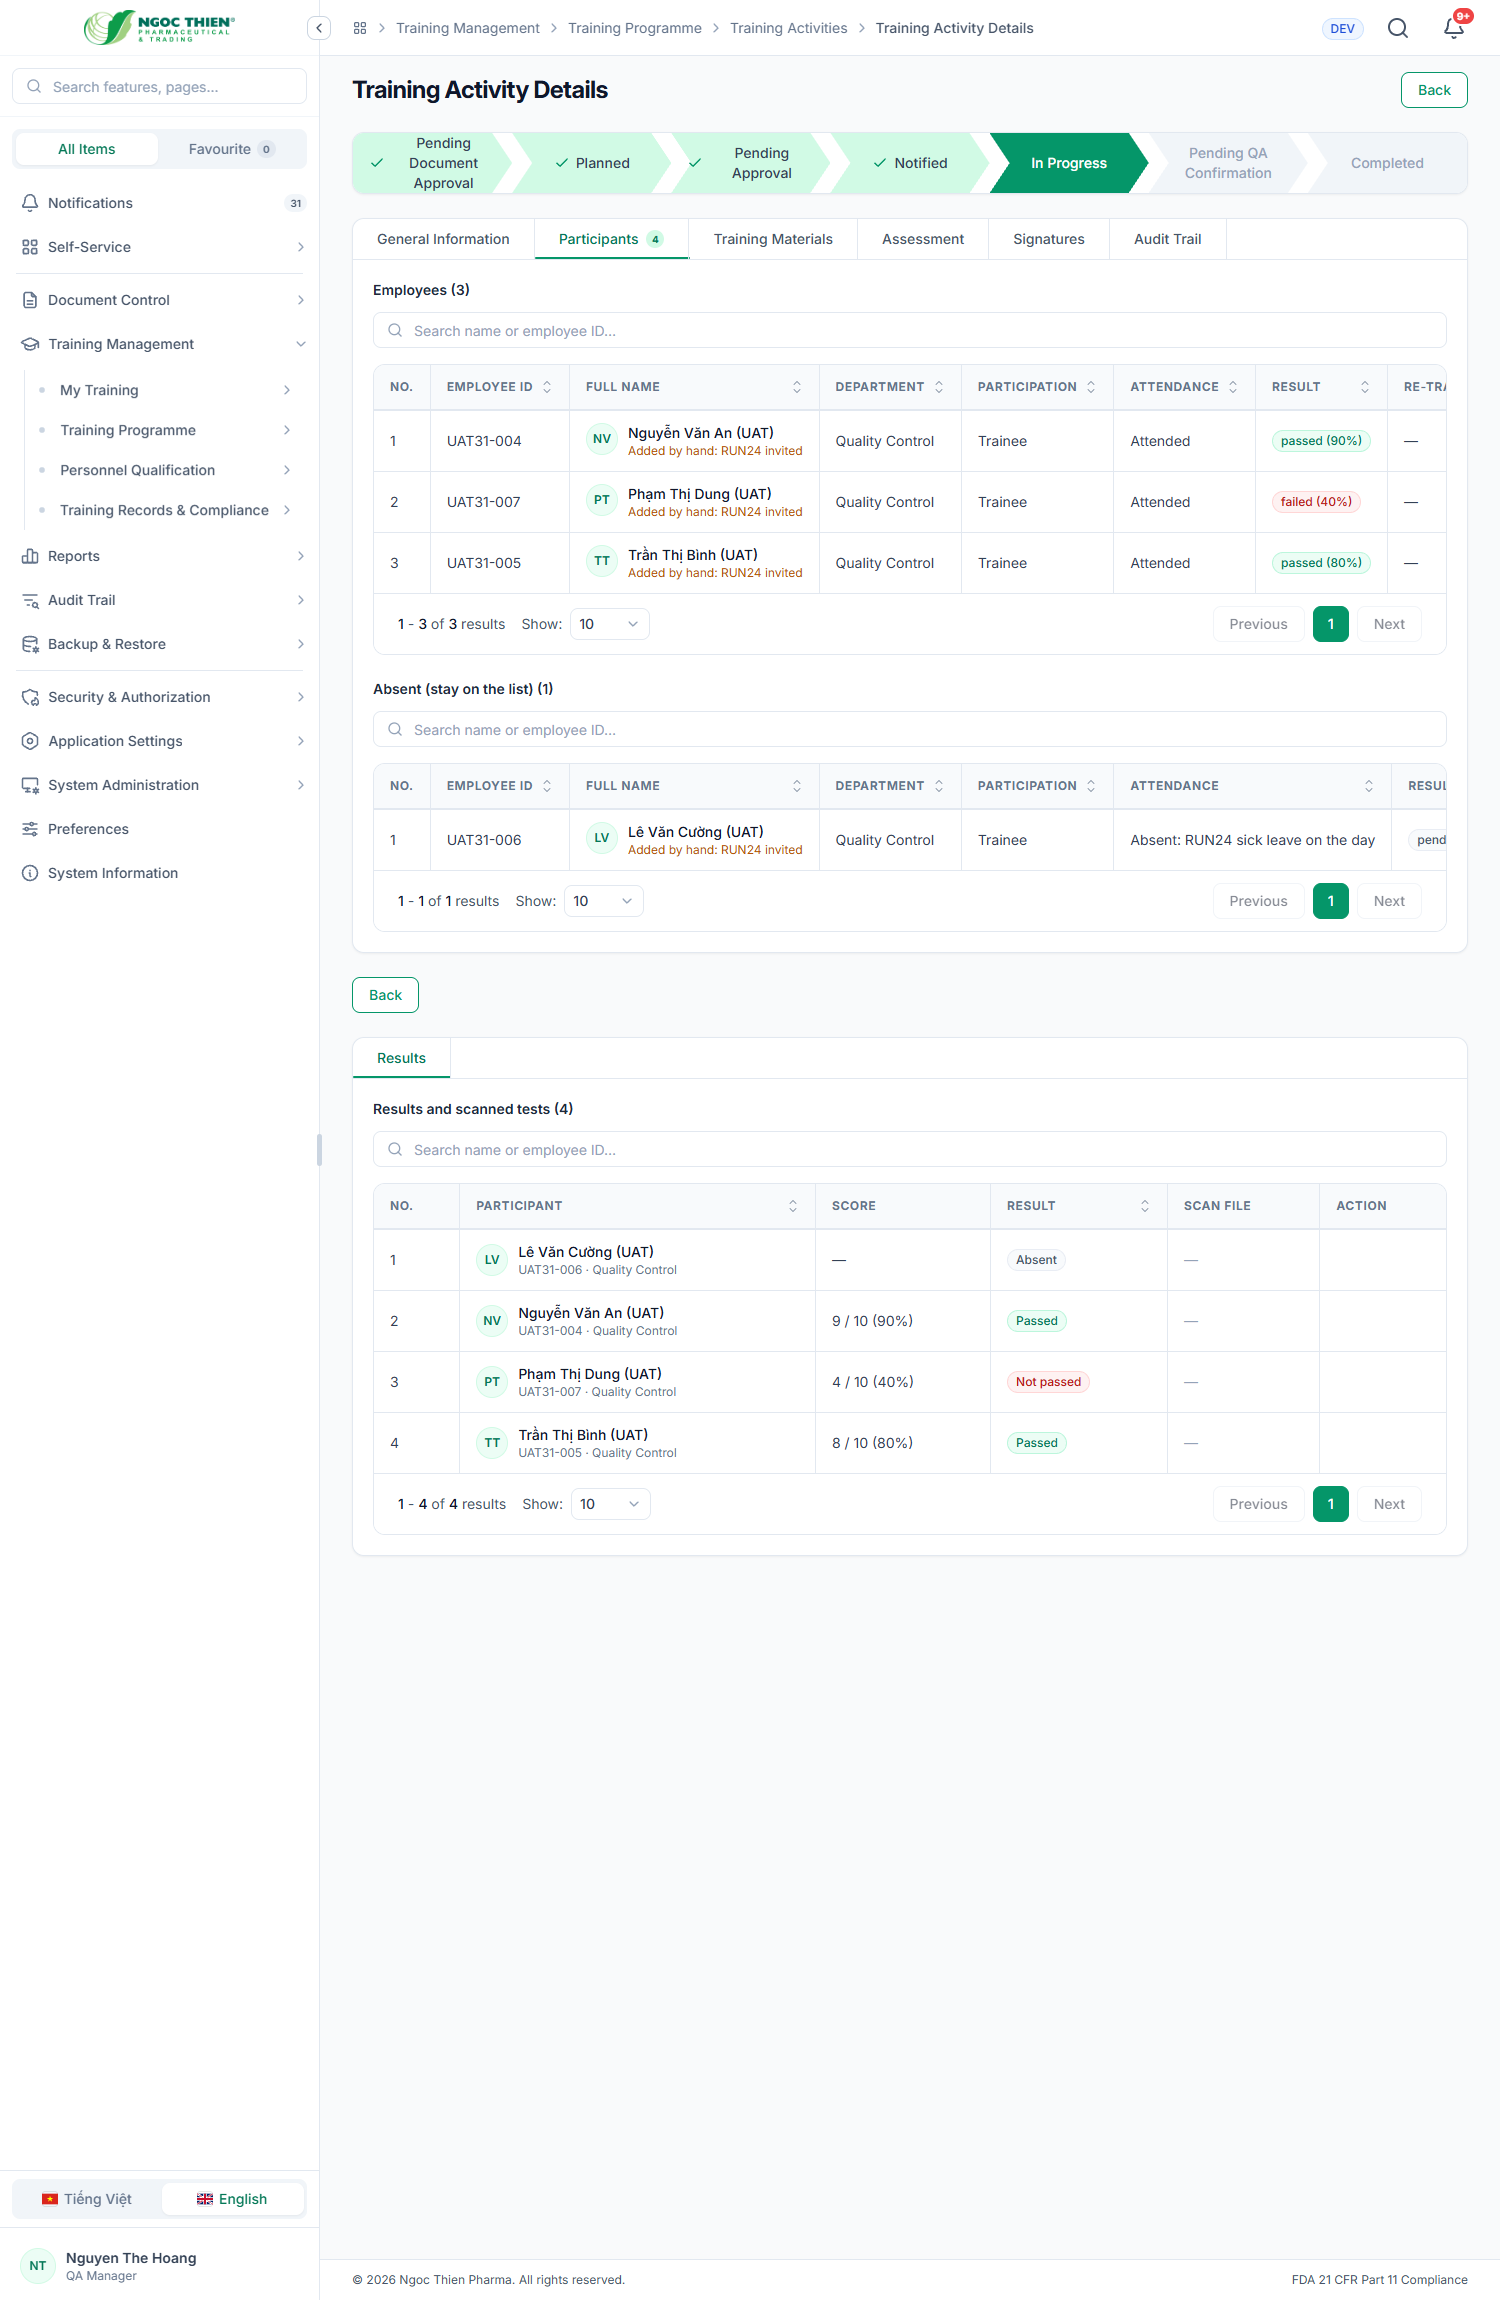 NGOC THIEN®
PHARMACEUTICAL
& TRADING
Search features, pages...
All Items
Favourite 0
Notifications 31
Self-Service
Document Control
Training Management
My Training
Training Programme
Personnel Qualification
Training Records & Compliance
Reports
Audit Trail
Backup & Restore
Security & Authorization
Application Settings
System Administration
Preferences
System Information
Tiếng Việt
English
NT
Nguyen The Hoang
QA Manager
Training Management
Training Programme
Training Activities
Training Activity Details
DEV
9+
Training Activity Details
Back
Pending
Document
Approval
Planned
Pending
Approval
Notified
In Progress
Pending QA
Confirmation
Completed
General Information
Participants 4
Training Materials
Assessment
Signatures
Audit Trail
Employees (3)
Search name or employee ID...
NO. EMPLOYEE ID FULL NAME DEPARTMENT PARTICIPATION ATTENDANCE RESULT RE-TRA
1 UAT31-004 NV Nguyễn Văn An (UAT) Quality Control Trainee Attended passed (90%) —
Added by hand: RUN24 invited
2 UAT31-007 PT Phạm Thị Dung (UAT) Quality Control Trainee Attended failed (40%) —
Added by hand: RUN24 invited
3 UAT31-005 TT Trần Thị Bình (UAT) Quality Control Trainee Attended passed (80%) —
Added by hand: RUN24 invited
1 - 3 of 3 results Show: 10 Previous 1 Next
Absent (stay on the list) (1)
Search name or employee ID...
NO. EMPLOYEE ID FULL NAME DEPARTMENT PARTICIPATION ATTENDANCE RESUL
1 UAT31-006 LV Lê Văn Cường (UAT) Quality Control Trainee Absent: RUN24 sick leave on the day pend
Added by hand: RUN24 invited
1 - 1 of 1 results Show: 10 Previous 1 Next
Back
Results
Results and scanned tests (4)
Search name or employee ID...
NO. PARTICIPANT SCORE RESULT SCAN FILE ACTION
1 LV Lê Văn Cường (UAT) — Absent —
UAT31-006 · Quality Control
2 NV Nguyễn Văn An (UAT) 9 / 10 (90%) Passed —
UAT31-004 · Quality Control
3 PT Phạm Thị Dung (UAT) 4 / 10 (40%) Not passed —
UAT31-007 · Quality Control
4 TT Trần Thị Bình (UAT) 8 / 10 (80%) Passed —
UAT31-005 · Quality Control
1 - 4 of 4 results Show: 10 Previous 1 Next
© 2026 Ngoc Thien Pharma. All rights reserved.
FDA 21 CFR Part 11 Compliance